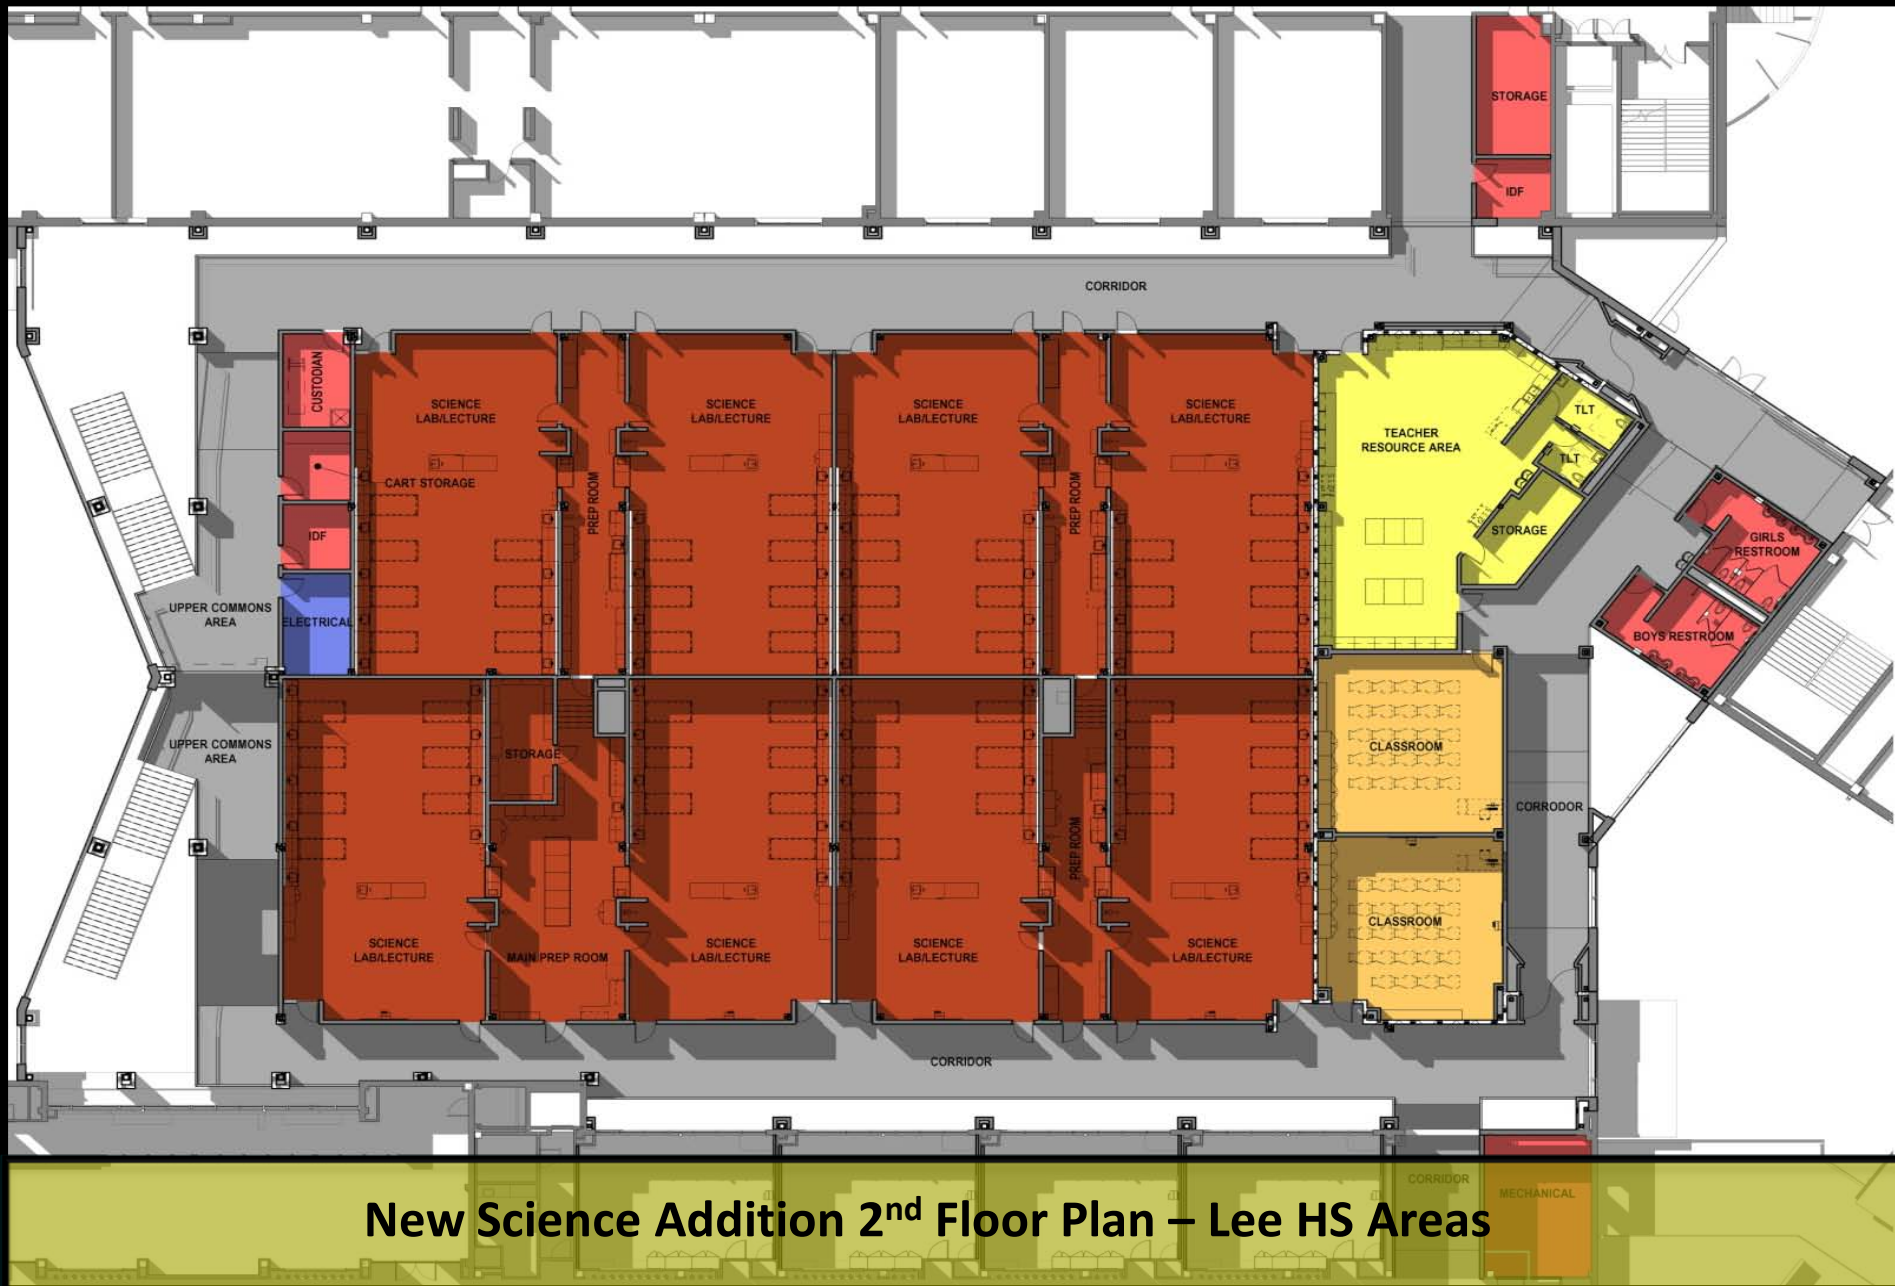 STORAGE
IDF
CORRIDOR
CUSTODIAN
SCIENCE
LAB/LECTURE
SCIENCE
LAB/LECTURE
SCIENCE
LAB/LECTURE
SCIENCE
LAB/LECTURE
TEACHER
RESOURCE AREA
TLT
TLT
CART STORAGE
PREP ROOM
PREP ROOM
STORAGE
IDF
GIRLS
RESTROOM
UPPER COMMONS
AREA
ELECTRICAL
BOYS RESTROOM
UPPER COMMONS
AREA
STORAGE
CLASSROOM
CORRODOR
PREP ROOM
CLASSROOM
SCIENCE
LAB/LECTURE
MAIN PREP ROOM
SCIENCE
LAB/LECTURE
SCIENCE
LAB/LECTURE
SCIENCE
LAB/LECTURE
CORRIDOR
CORRIDOR
MECHANICAL
New Science Addition 2nd Floor Plan – Lee HS Areas